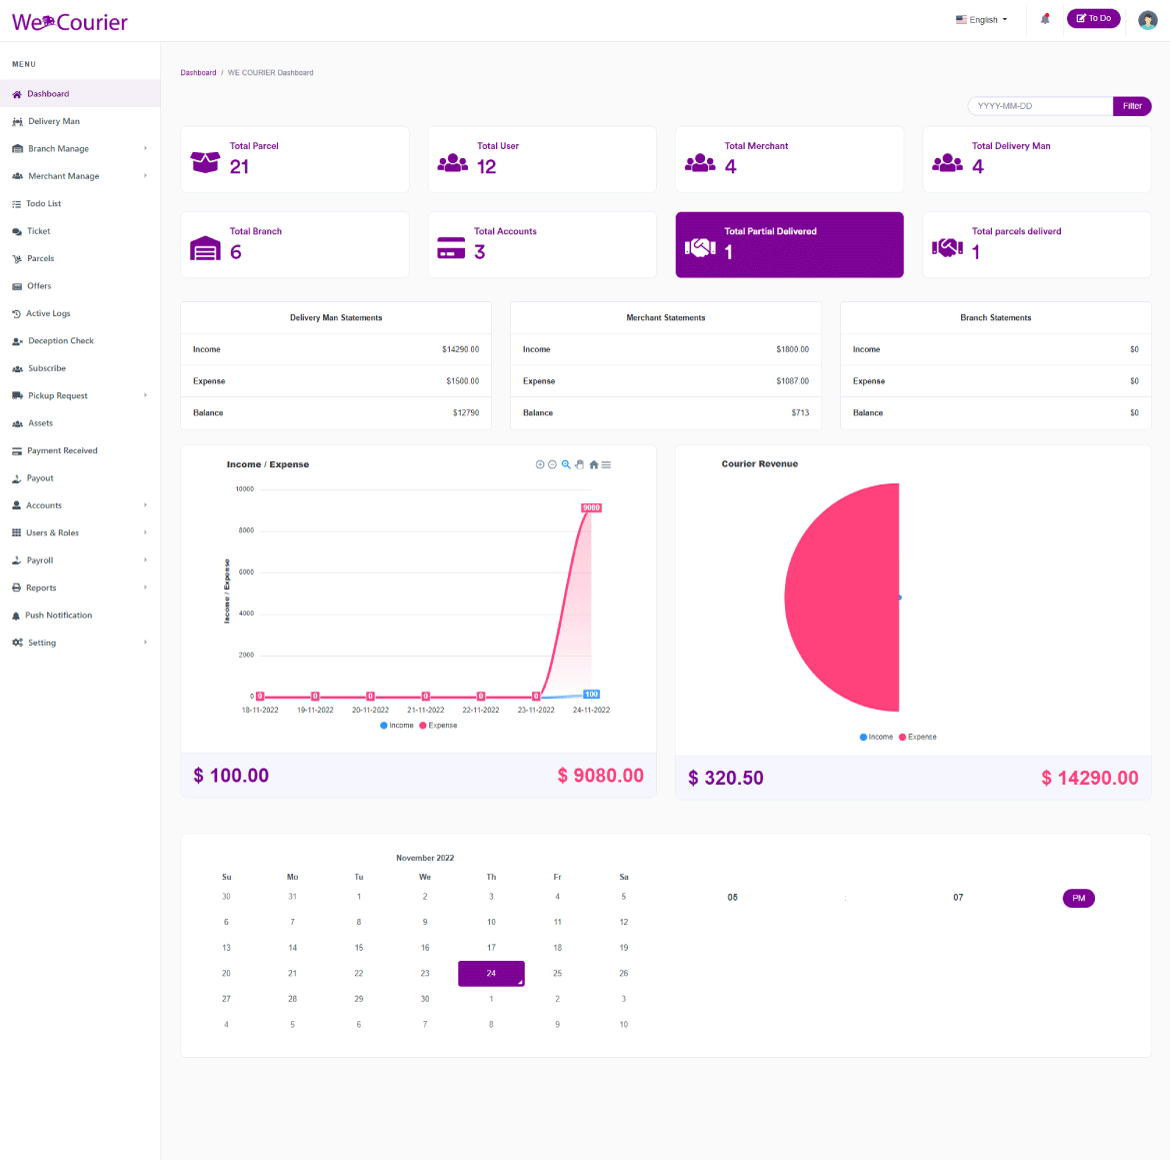 We Courier
English
To Do
MENU
Dashboard
Delivery Man
Branch Manage
Merchant Manage
Todo List
Ticket
Parcels
Offers
Active Logs
Deception Check
Subscribe
Pickup Request
Assets
Payment Received
Payout
Accounts
Users & Roles
Payroll
Reports
Push Notification
Setting
Dashboard / WE COURIER Dashboard
YYYY-MM-DD Filter
Total Parcel
21
Total User
12
Total Merchant
4
Total Delivery Man
4
Total Branch
6
Total Accounts
3
Total Partial Delivered
1
Total parcels deliverd
1
Delivery Man Statements
Income $14290.00
Expense $1500.00
Balance $12790
Merchant Statements
Income $1800.00
Expense $1087.00
Balance $713
Branch Statements
Income $0
Expense $0
Balance $0
Income / Expense
Income / Expense
10000
8000
6000
4000
2000
0
9080
100
0 0 0 0 0 0
18-11-2022 19-11-2022 20-11-2022 21-11-2022 22-11-2022 23-11-2022 24-11-2022
Income Expense
$ 100.00 $ 9080.00
Courier Revenue
Income Expense
$ 320.50 $ 14290.00
November 2022
Su Mo Tu We Th Fr Sa
30 31 1 2 3 4 5
6 7 8 9 10 11 12
13 14 15 16 17 18 19
20 21 22 23 24 25 26
27 28 29 30 1 2 3
4 5 6 7 8 9 10
05 : 07 PM